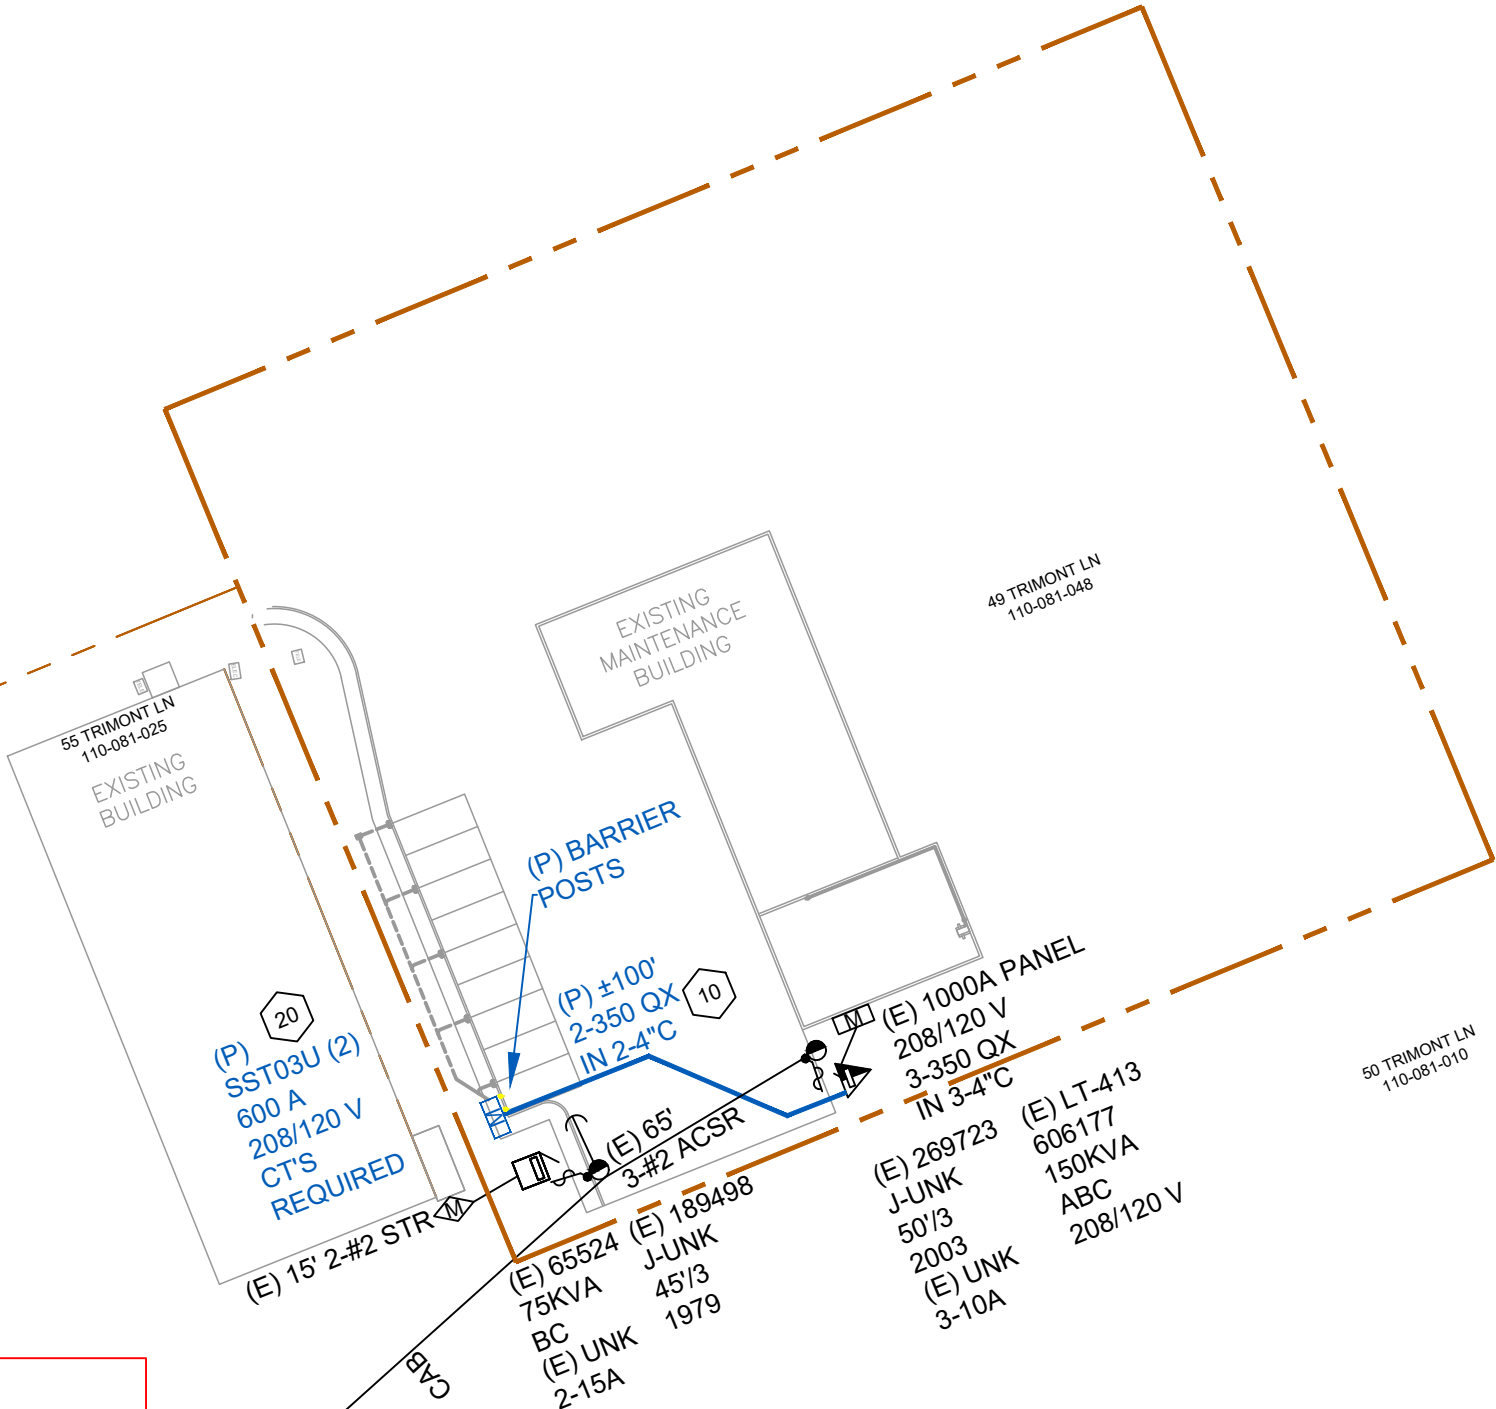 49 TRIMONT LN
110-081-048
EXISTING
MAINTENANCE
BUILDING
55 TRIMONT LN
110-081-025
EXISTING
BUILDING
(P) BARRIER
POSTS
(P) ±100'
2-350 QX
IN 2-4"C
10
20
(P)
SST03U (2)
600 A
208/120 V
CT'S
REQUIRED
(E) 1000A PANEL
208/120 V
3-350 QX
IN 3-4"C
M
50 TRIMONT LN
110-081-010
M
(E) 65'
3-#2 ACSR
M
(E) 15' 2-#2 STR
(E) 65524
75KVA
BC
(E) UNK
2-15A
(E) 189498
J-UNK
45'/3
1979
(E) 269723
J-UNK
50'/3
2003
(E) UNK
3-10A
(E) LT-413
606177
150KVA
ABC
208/120 V
CAB